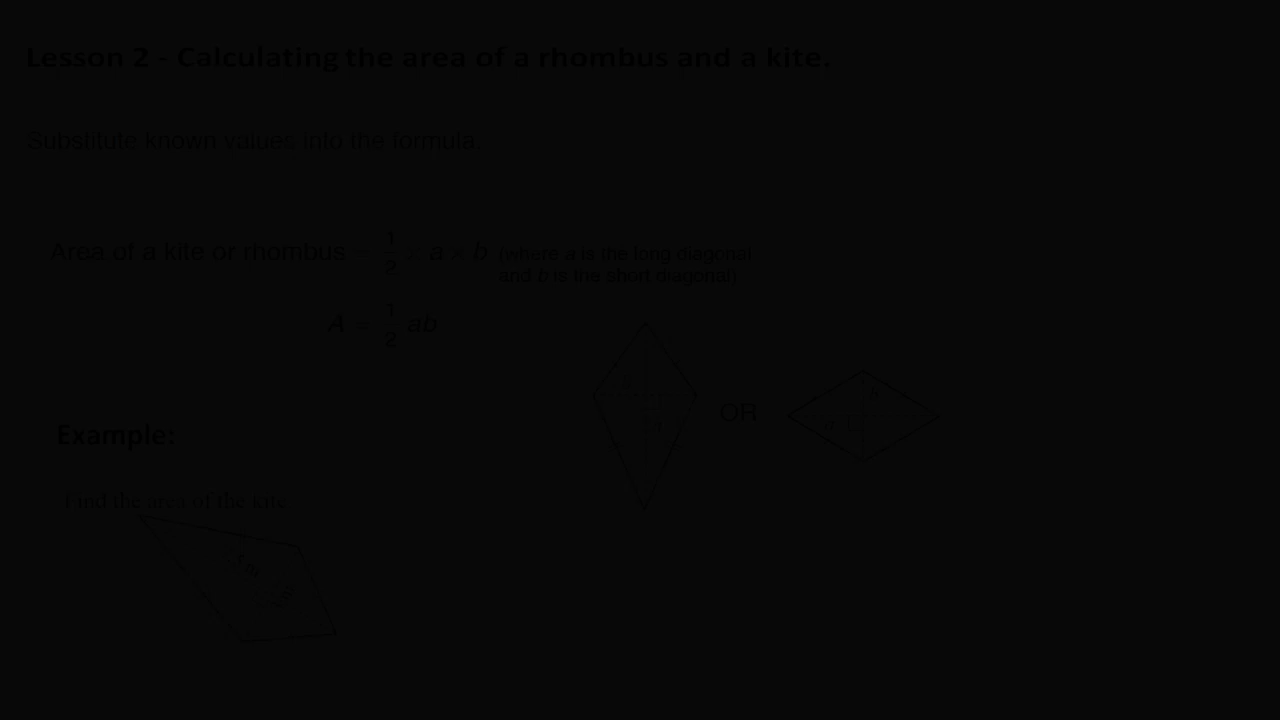 Lesson 2 - Calculating the area of a rhombus and a kite.
Substitute known values into the formula.
Area of a kite or rhombus = 1/2 × a × b (where a is the long diagonal
and b is the short diagonal)
A = 1/2 ab
b
OR
b
a
Example:
Find the area of the kite